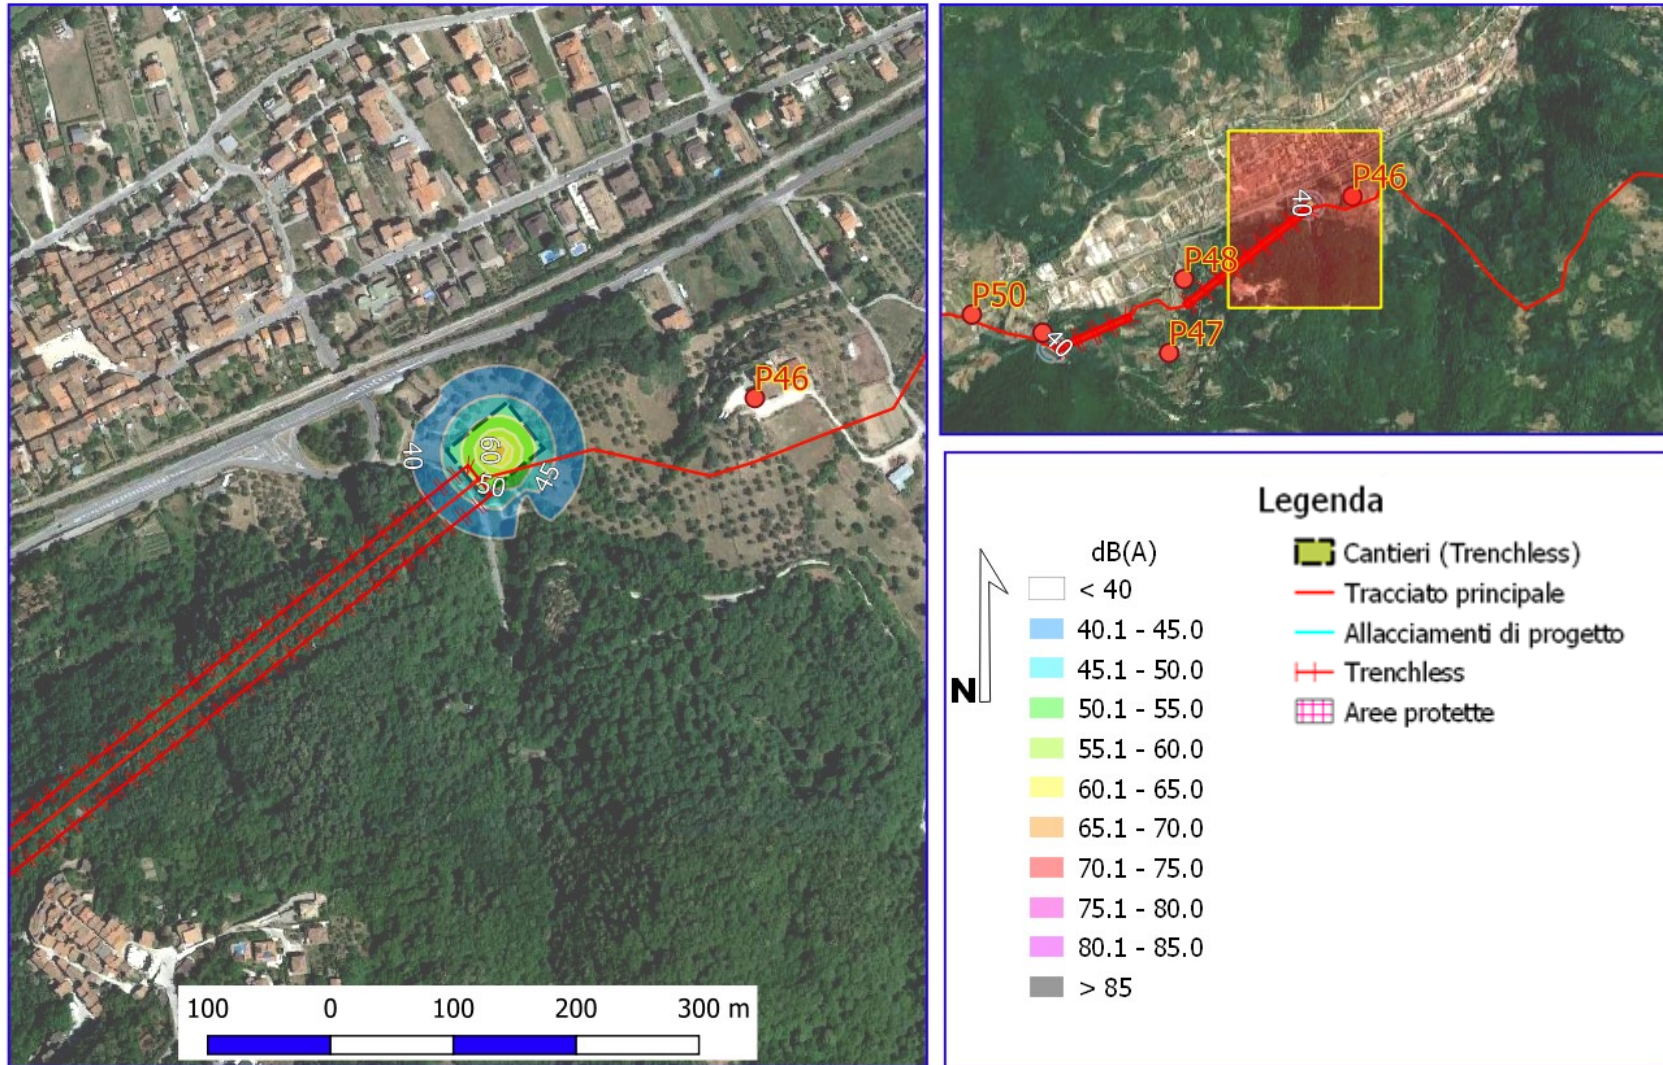 P46
40
60
50
45
100 0 100 200 300 m
P46
40
P48
P50
40
P47
Legenda
N
dB(A)
< 40
40.1 - 45.0
45.1 - 50.0
50.1 - 55.0
55.1 - 60.0
60.1 - 65.0
65.1 - 70.0
70.1 - 75.0
75.1 - 80.0
80.1 - 85.0
> 85
Cantieri (Trenchless)
Tracciato principale
Allacciamenti di progetto
Trenchless
Aree protette